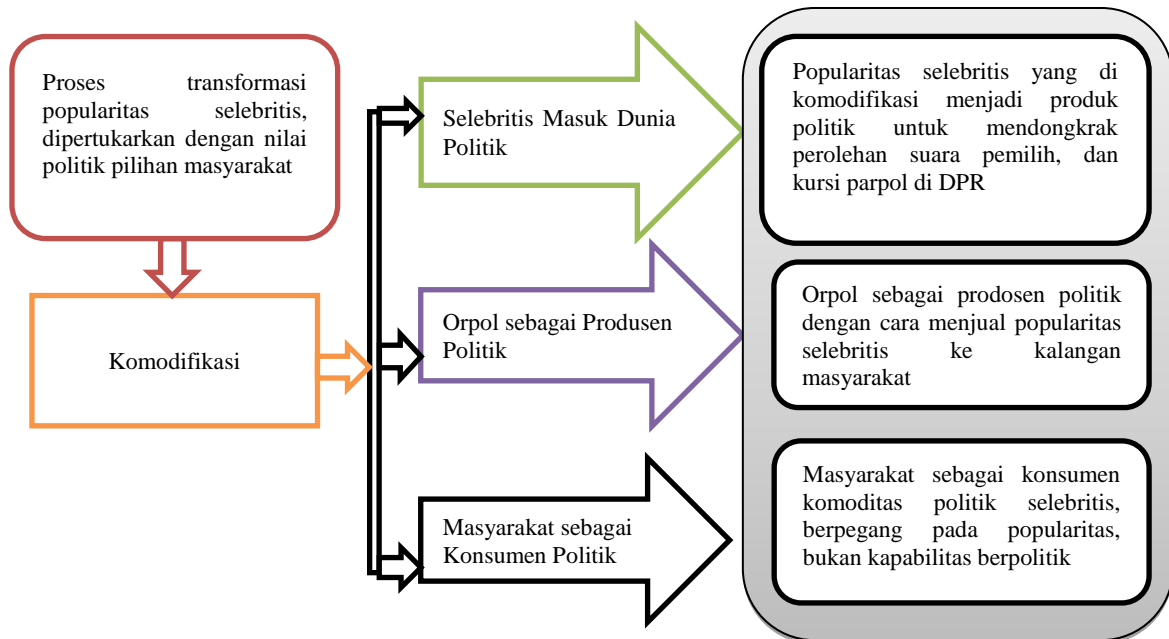 Proses transformasi
popularitas selebritis,
dipertukarkan dengan nilai
politik pilihan masyarakat
Komodifikasi
Selebritis Masuk Dunia
Politik
Popularitas selebritis yang di
komodifikasi menjadi produk
politik untuk mendongkrak
perolehan suara pemilih, dan
kursi parpol di DPR
Orpol sebagai Produsen
Politik
Orpol sebagai prodosen politik
dengan cara menjual popularitas
selebritis ke kalangan
masyarakat
Masyarakat sebagai
Konsumen Politik
Masyarakat sebagai konsumen
komoditas politik selebritis,
berpegang pada popularitas,
bukan kapabilitas berpolitik